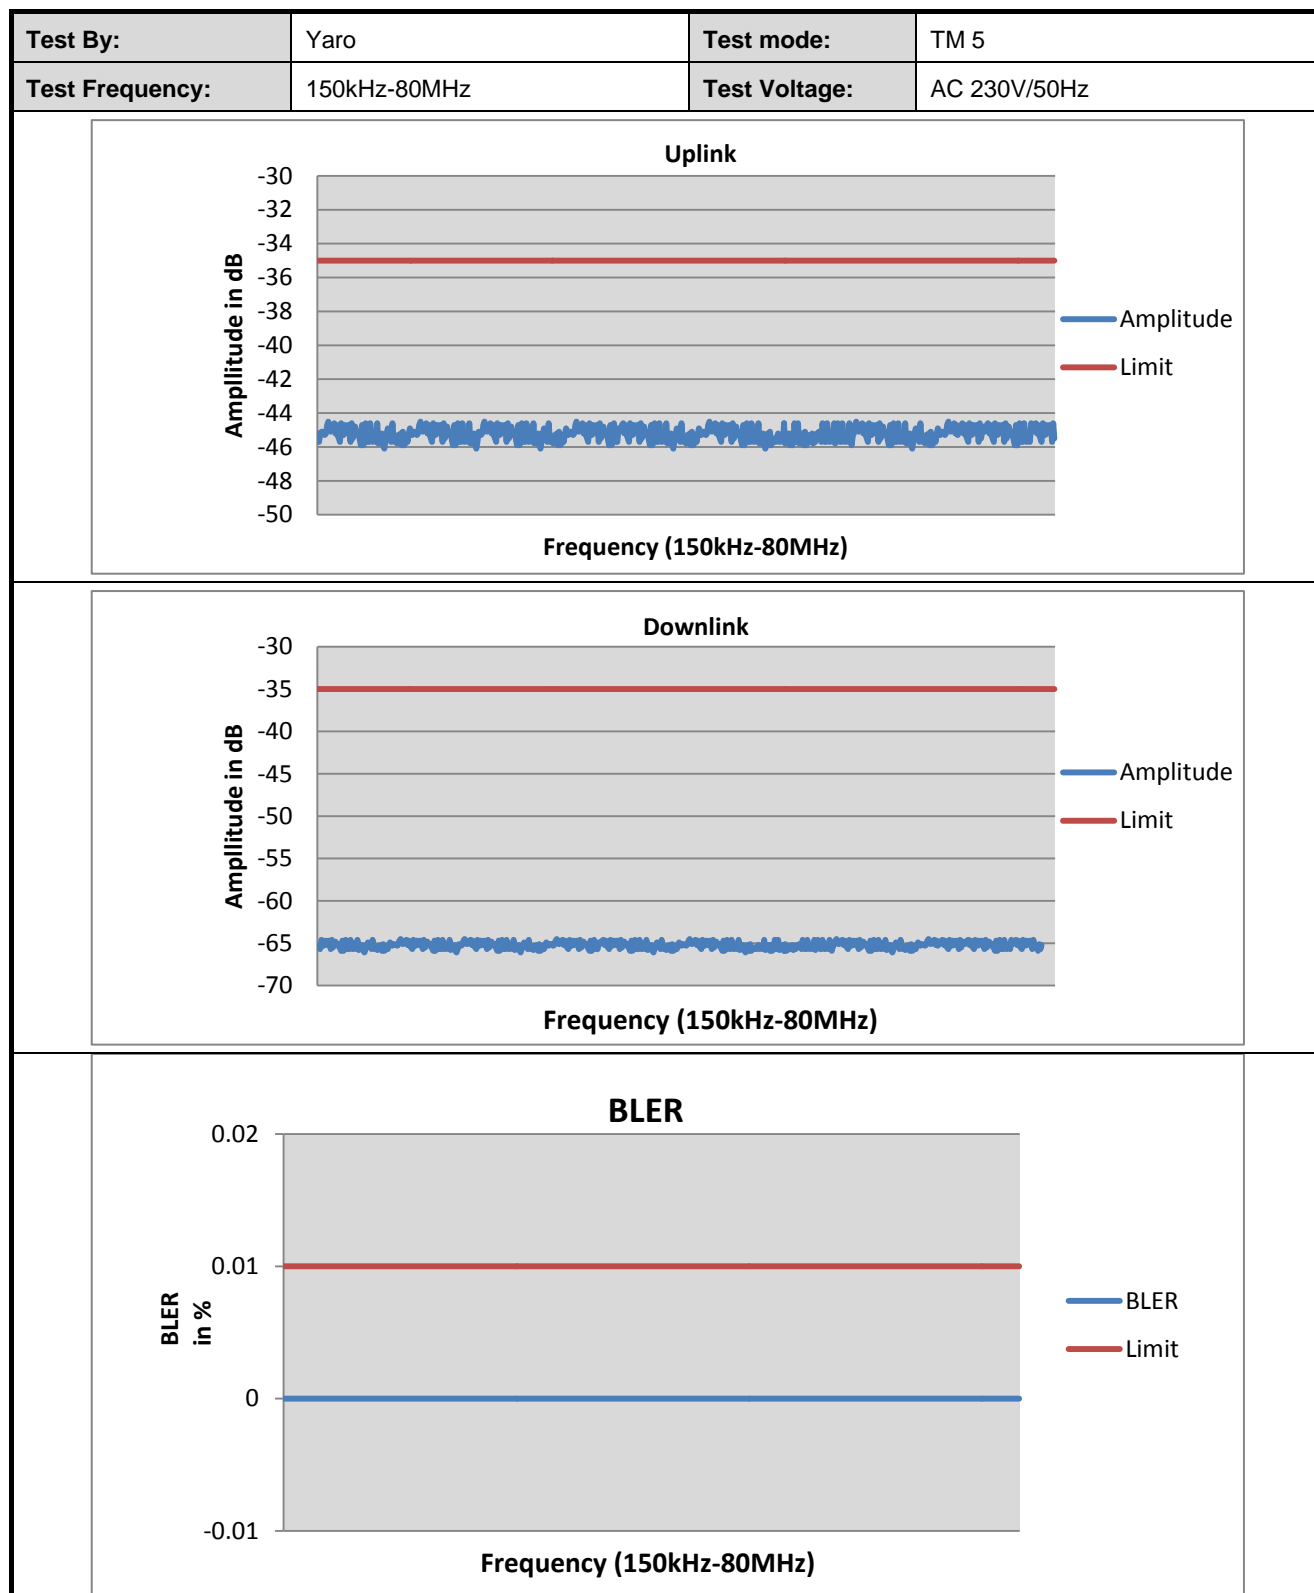 Test By: Yaro Test mode: TM 5
Test Frequency: 150kHz-80MHz Test Voltage: AC 230V/50Hz
Uplink
-30
-32
-34
-36
-38
-40
-42
-44
-46
-48
-50
Ampllitude in dB
Amplitude
Limit
Frequency (150kHz-80MHz)
Downlink
-30
-35
-40
-45
-50
-55
-60
-65
-70
Ampllitude in dB
Amplitude
Limit
Frequency (150kHz-80MHz)
BLER
0.02
0.01
0
-0.01
BLER
in %
BLER
Limit
Frequency (150kHz-80MHz)